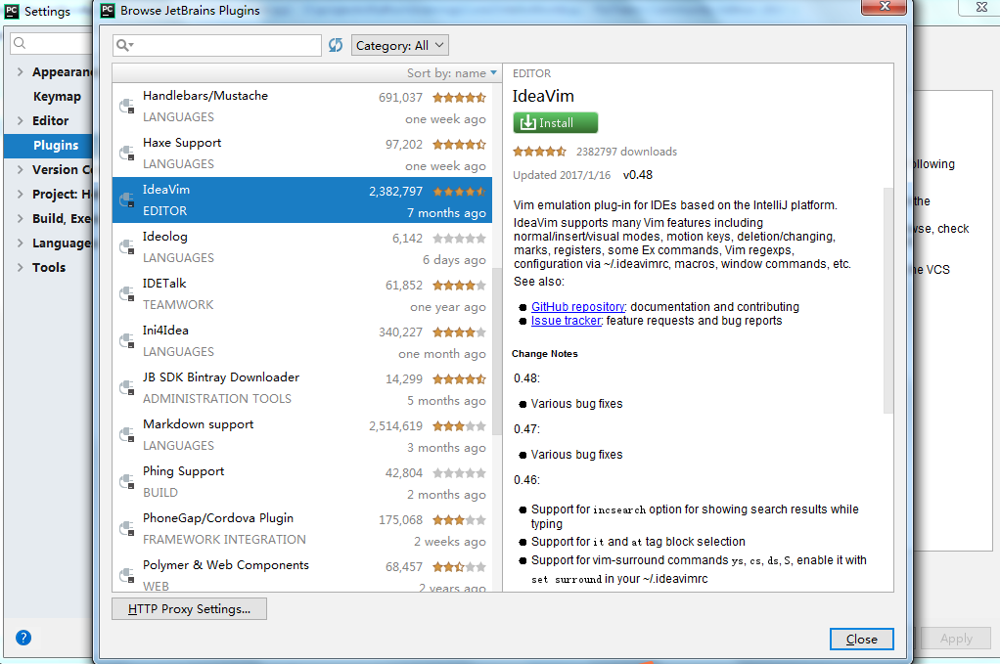 Settings
Browse JetBrains Plugins
Category: All
Appearan
Keymap
Editor
Plugins
Version C
Project: H
Build, Exe
Language
Tools
Sort by: name
Handlebars/Mustache 691,037
LANGUAGES one week ago
Haxe Support 97,202
LANGUAGES one week ago
IdeaVim 2,382,797
EDITOR 7 months ago
Ideolog 6,142
LANGUAGES 6 days ago
IDETalk 61,852
TEAMWORK one year ago
Ini4Idea 340,227
LANGUAGES one month ago
JB SDK Bintray Downloader 14,299
ADMINISTRATION TOOLS 5 months ago
Markdown support 2,514,619
LANGUAGES 3 months ago
Phing Support 42,804
BUILD 2 months ago
PhoneGap/Cordova Plugin 175,068
FRAMEWORK INTEGRATION 2 weeks ago
Polymer & Web Components 68,457
WEB 2 years ago
EDITOR
IdeaVim
Install
2382797 downloads
Updated 2017/1/16 v0.48
Vim emulation plug-in for IDEs based on the IntelliJ platform.
IdeaVim supports many Vim features including
normal/insert/visual modes, motion keys, deletion/changing,
marks, registers, some Ex commands, Vim regexps,
configuration via ~/.ideavimrc, macros, window commands, etc.
See also:
● GitHub repository: documentation and contributing
● Issue tracker: feature requests and bug reports
Change Notes
0.48:
● Various bug fixes
0.47:
● Various bug fixes
0.46:
● Support for incsearch option for showing search results while
typing
● Support for it and at tag block selection
● Support for vim-surround commands ys, cs, ds, S, enable it with
set surround in your ~/.ideavimrc
ollowing
the
vse, check
ne VCS
HTTP Proxy Settings...
Close
Apply
?